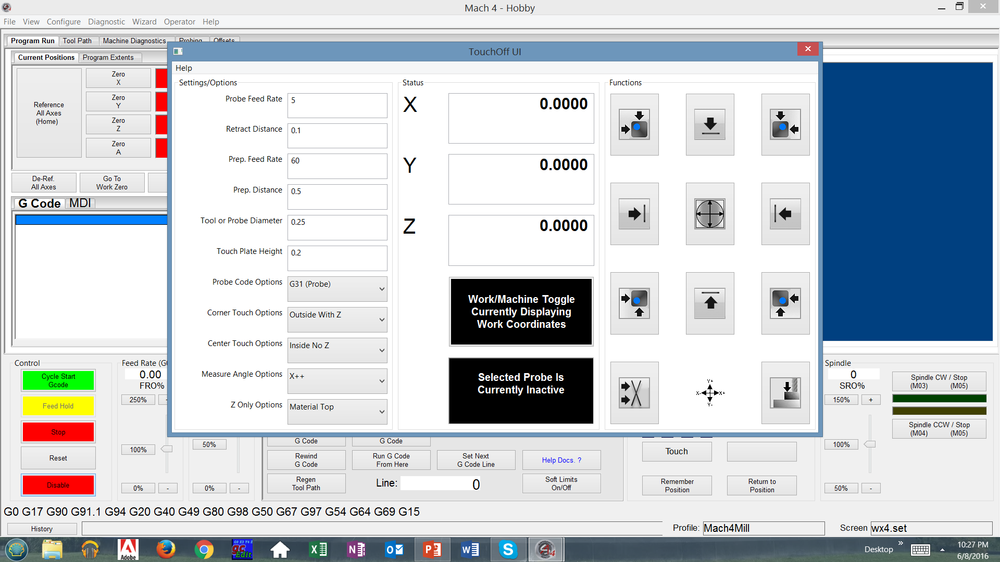 Mach 4 - Hobby
File View Configure Diagnostic Wizard Operator Help
Program Run Tool Path Machine Diagnostics Probing Offsets
Current Positions Program Extents
Reference
All Axes
(Home)
Zero
X
Zero
Y
Zero
Z
Zero
A
De-Ref.
All Axes
Go To
Work Zero
G Code MDI
TouchOff UI
Help
Settings/Options
Probe Feed Rate 5
Retract Distance 0.1
Prep. Feed Rate 60
Prep. Distance 0.5
Tool or Probe Diameter 0.25
Touch Plate Height 0.2
Probe Code Options G31 (Probe)
Corner Touch Options Outside With Z
Center Touch Options Inside No Z
Measure Angle Options X++
Z Only Options Material Top
Status
X 0.0000
Y 0.0000
Z 0.0000
Work/Machine Toggle
Currently Displaying
Work Coordinates
Selected Probe Is
Currently Inactive
Functions
Y+
X- X+
Y-
Control
Cycle Start
Gcode
Feed Hold
Stop
Reset
Disable
Feed Rate (G
0.00
FRO%
250%
100%
0% -
50%
0% -
G Code
G Code
Rewind
G Code
Run G Code
From Here
Set Next
G Code Line
Help Docs. ?
Regen
Tool Path
Line: 0
Soft Limits
On/Off
Touch
Remember
Position
Return to
Position
Spindle
0
SRO%
150% +
100%
50% -
Spindle CW / Stop
(M03) (M05)
Spindle CCW / Stop
(M04) (M05)
G0 G17 G90 G91.1 G94 G20 G40 G49 G80 G98 G50 G67 G97 G54 G64 G69 G15
History
Profile: Mach4Mill
Screen wx4.set
Adobe
G0 X3 Y4 Z
gc
Edit
Desktop
10:27 PM
6/8/2016